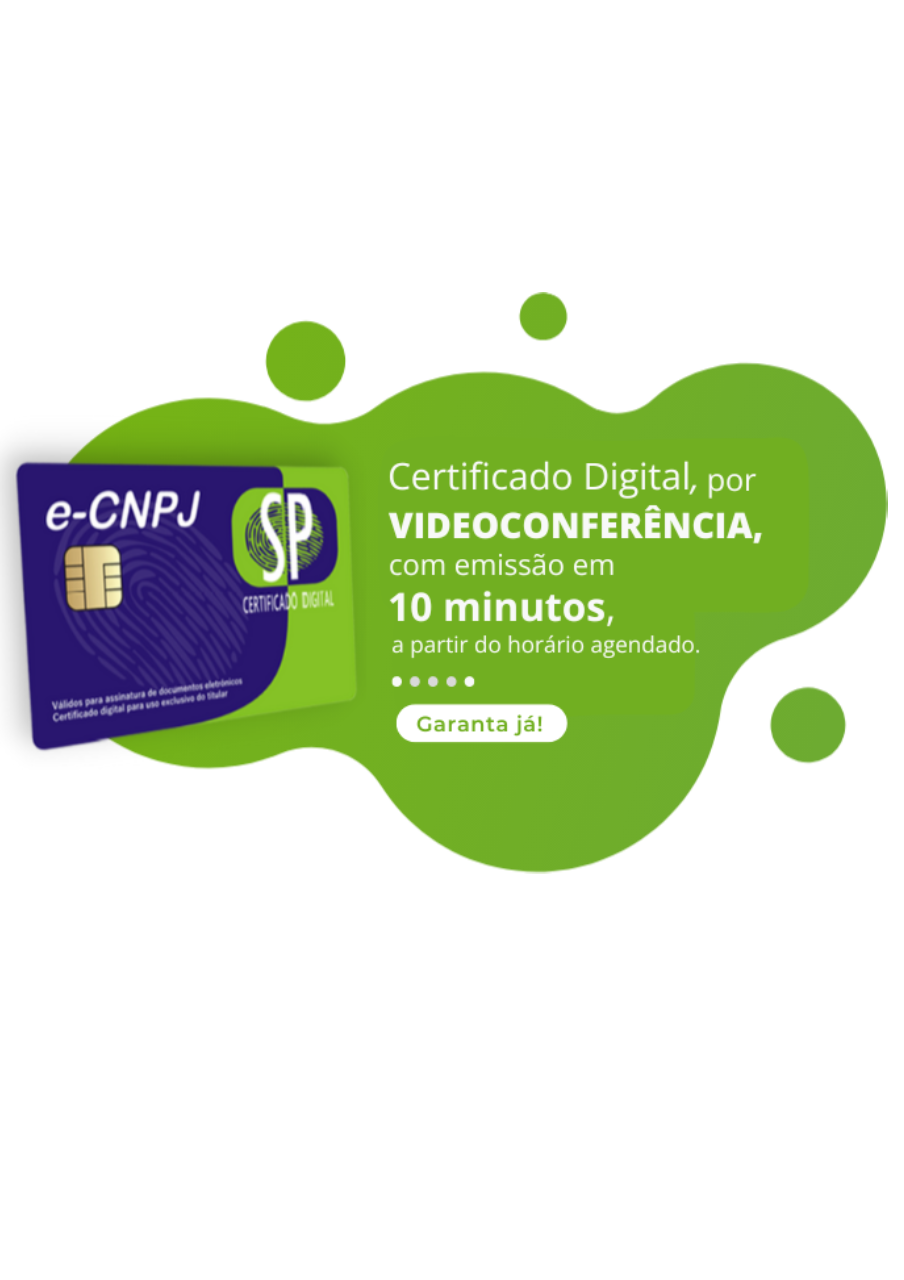 e-CNPJ
SP
CERTIFICADO DIGITAL
Válidos para assinatura de documentos eletrônicos
Certificado digital para uso exclusivo do titular
Certificado Digital, por
VIDEOCONFERÊNCIA,
com emissão em
10 minutos,
a partir do horário agendado.
Garanta já!